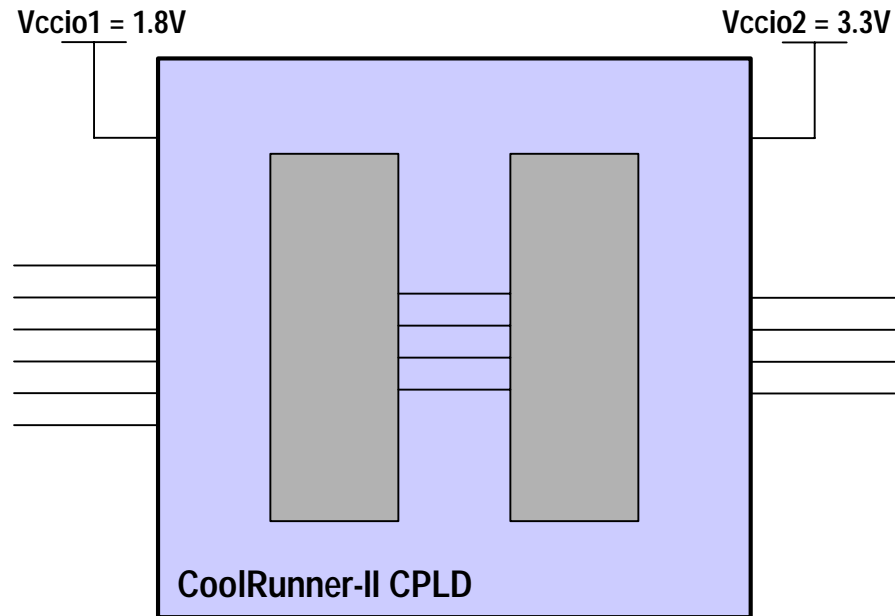 Vccio1 = 1.8V
Vccio2 = 3.3V
CoolRunner-II CPLD